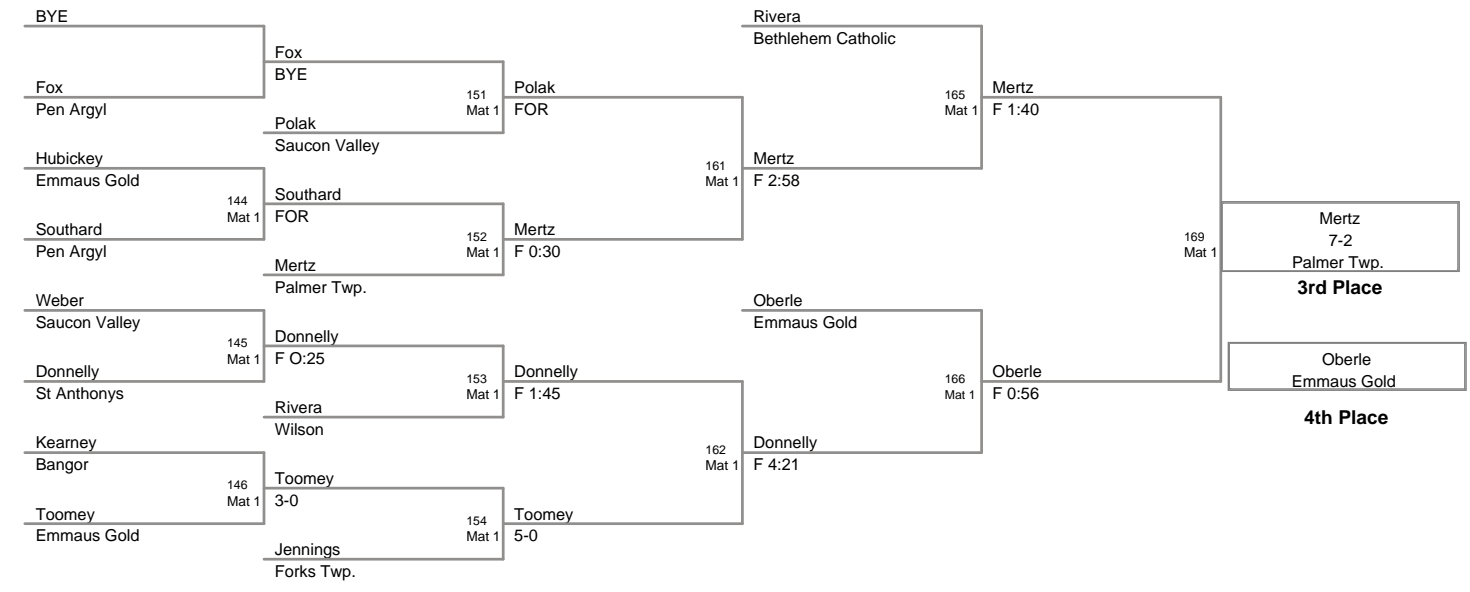 BYE
Fox
Pen Argyl
Hubickey
Emmaus Gold
Southard
Pen Argyl
Weber
Saucon Valley
Donnelly
St Anthonys
Kearney
Bangor
Toomey
Emmaus Gold
144
Mat 1
145
Mat 1
146
Mat 1
Fox
BYE
Polak
Saucon Valley
Southard
FOR
Mertz
Palmer Twp.
Donnelly
F O:25
Rivera
Wilson
Toomey
3-0
Jennings
Forks Twp.
151
Mat 1
152
Mat 1
153
Mat 1
154
Mat 1
Polak
FOR
Mertz
F 0:30
Donnelly
F 1:45
Toomey
5-0
161
Mat 1
162
Mat 1
Rivera
Bethlehem Catholic
Mertz
F 2:58
Oberle
Emmaus Gold
Donnelly
F 4:21
165
Mat 1
166
Mat 1
Mertz
F 1:40
Oberle
F 0:56
169
Mat 1
Mertz
7-2
Palmer Twp.
3rd Place
Oberle
Emmaus Gold
4th Place